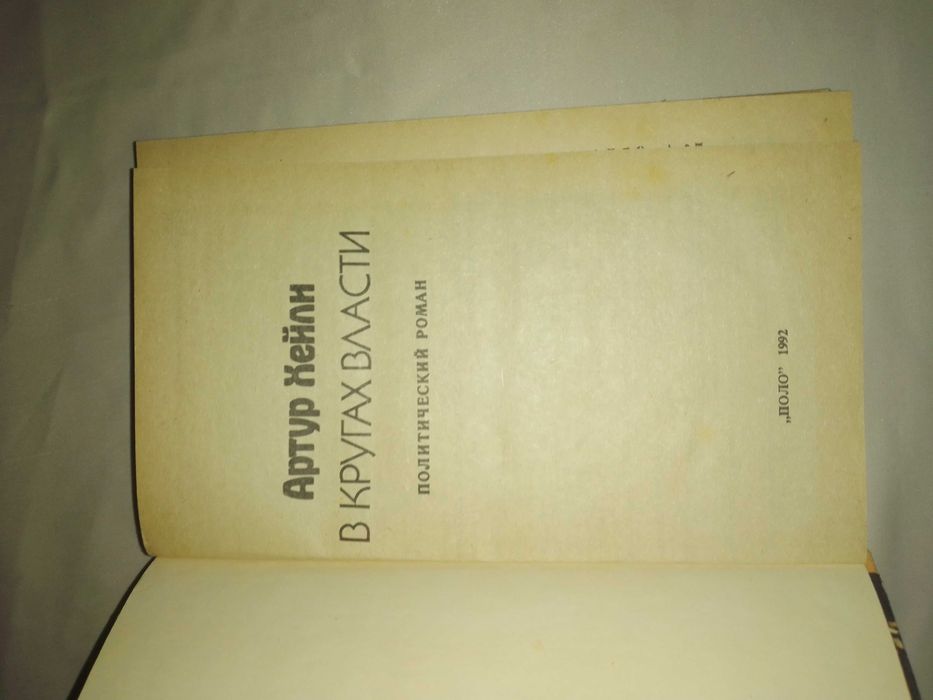 Артур Хейли
В КРУГАХ ВЛАСТИ
ПОЛИТИЧЕСКИЙ РОМАН
„ПОЛО” 1992